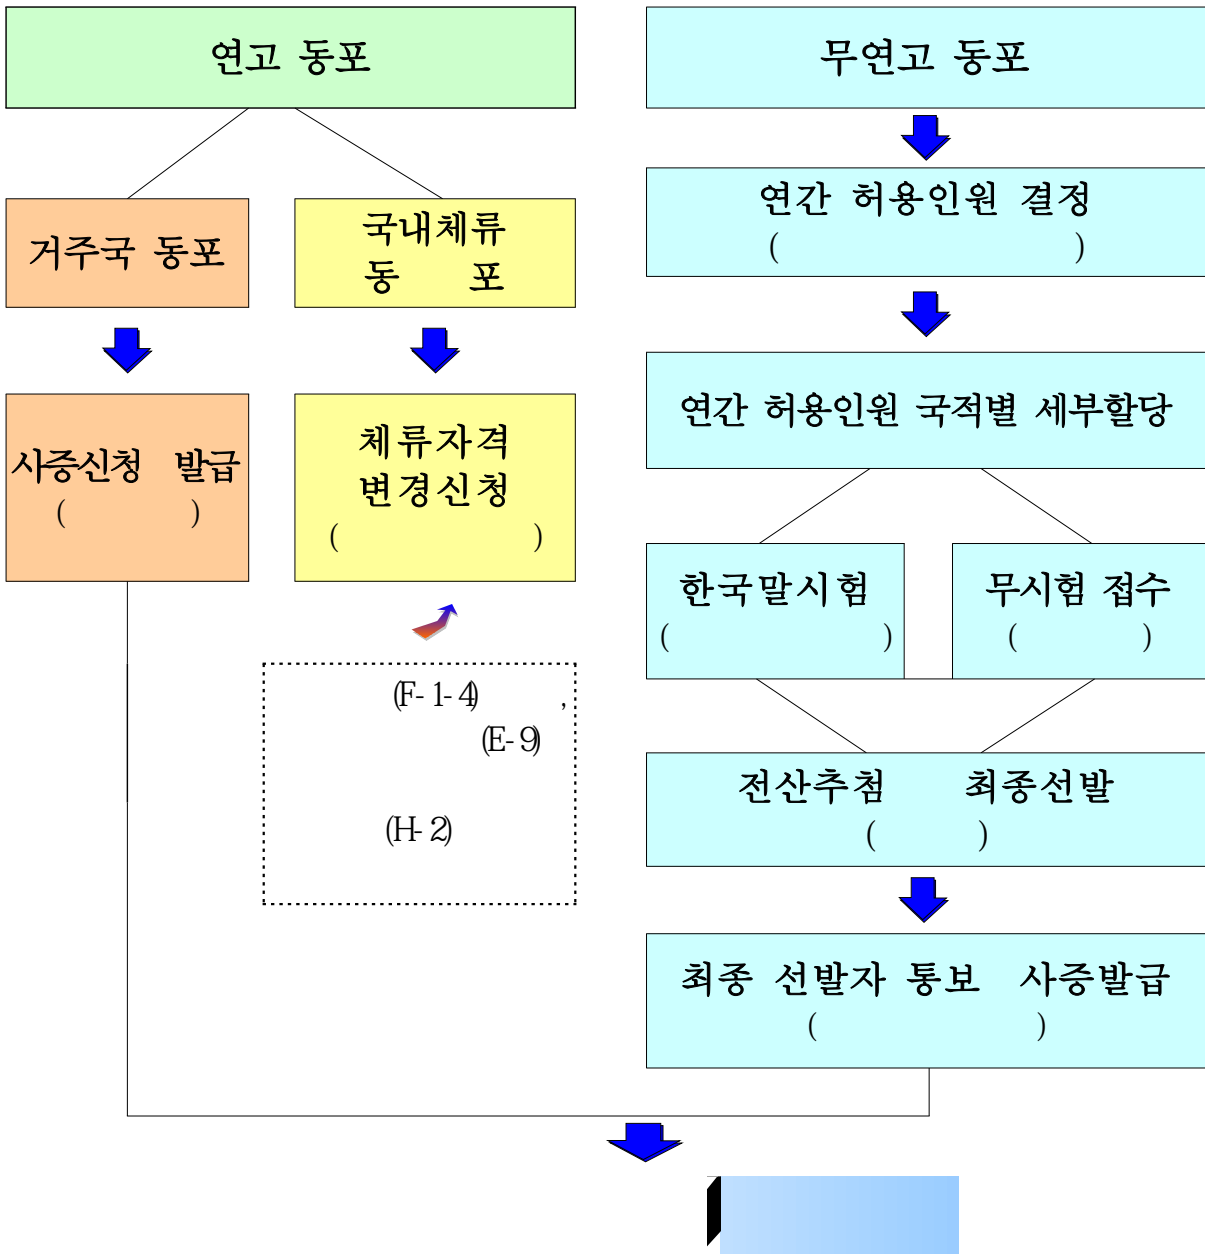 연고 동포
거주국 동포
국내체류
동 포
사증신청 발급
( )
체류자격
변경신청
( )
(F-1-4) ,
(E-9)
(H-2)
무연고 동포
연간 허용인원 결정
( )
연간 허용인원 국적별 세부할당
한국말시험
( )
무시험 접수
( )
전산추첨 최종선발
( )
최종 선발자 통보 사증발급
( )